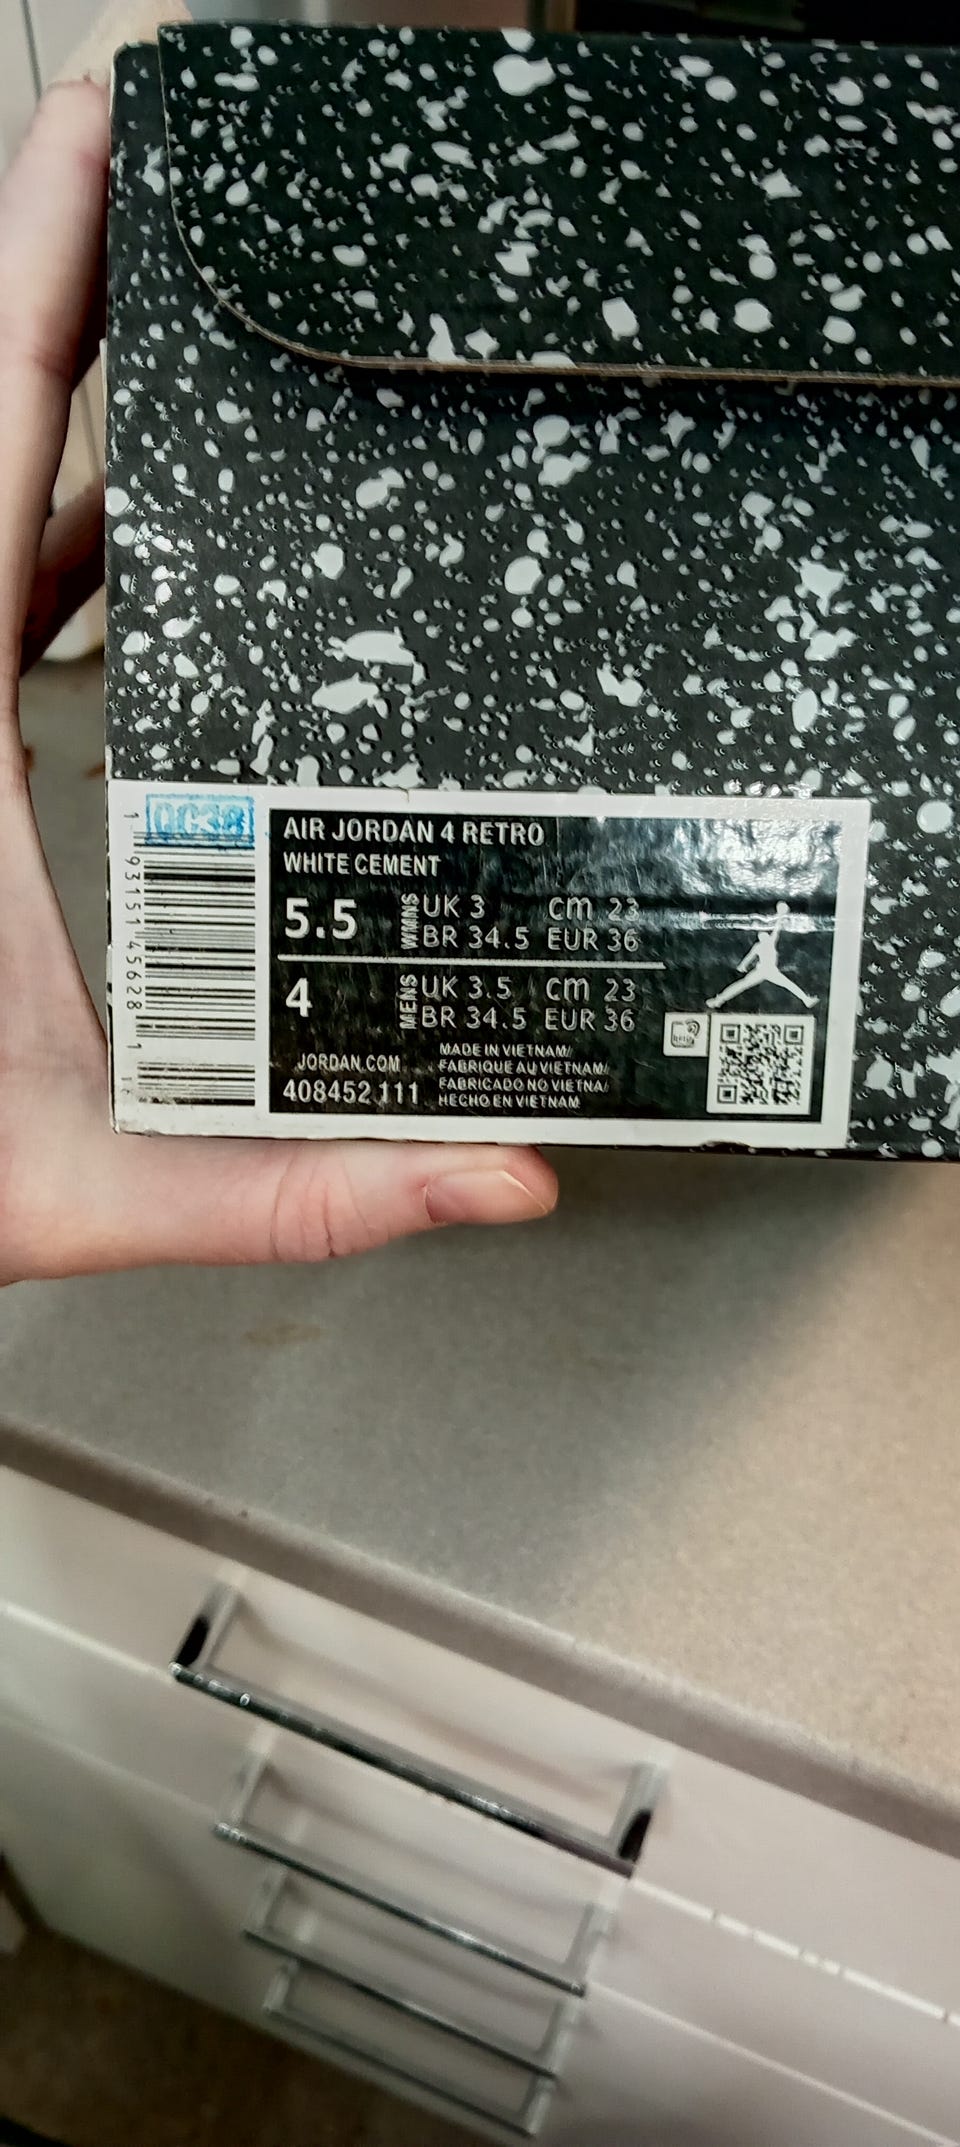 QC38
1 93151 45628 1
AIR JORDAN 4 RETRO
WHITE CEMENT
5.5 WMNS UK 3 cm 23
BR 34.5 EUR 36
4 MENS UK 3.5 cm 23
BR 34.5 EUR 36
MADE IN VIETNAM/
JORDAN.COM FABRIQUE AU VIETNAM/
FABRICADO NO VIETNA/
408452 111 HECHO EN VIETNAM